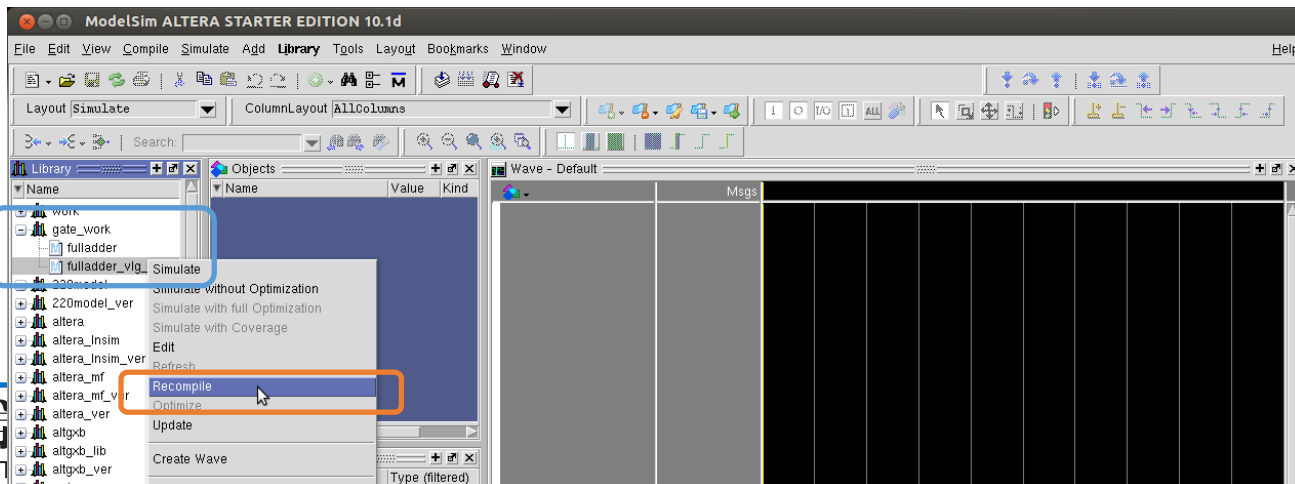 ModelSim ALTERA STARTER EDITION 10.1d
File Edit View Compile Simulate Add Library Tools Layout Bookmarks Window Help
Layout Simulate ColumnLayout AllColumns
Search:
Library Objects Wave - Default
Name Name Value Kind Msgs
work
gate_work
fulladder
fulladder_vlg_
220model
220model_ver
altera
altera_lnsim
altera_lnsim_ver
altera_mf
altera_mf_ver
altera_ver
altgxb
altgxb_lib
altgxb_ver
Simulate
Simulate without Optimization
Simulate with full Optimization
Simulate with Coverage
Edit
Refresh
Recompile
Optimize
Update
Create Wave
Type (filtered)